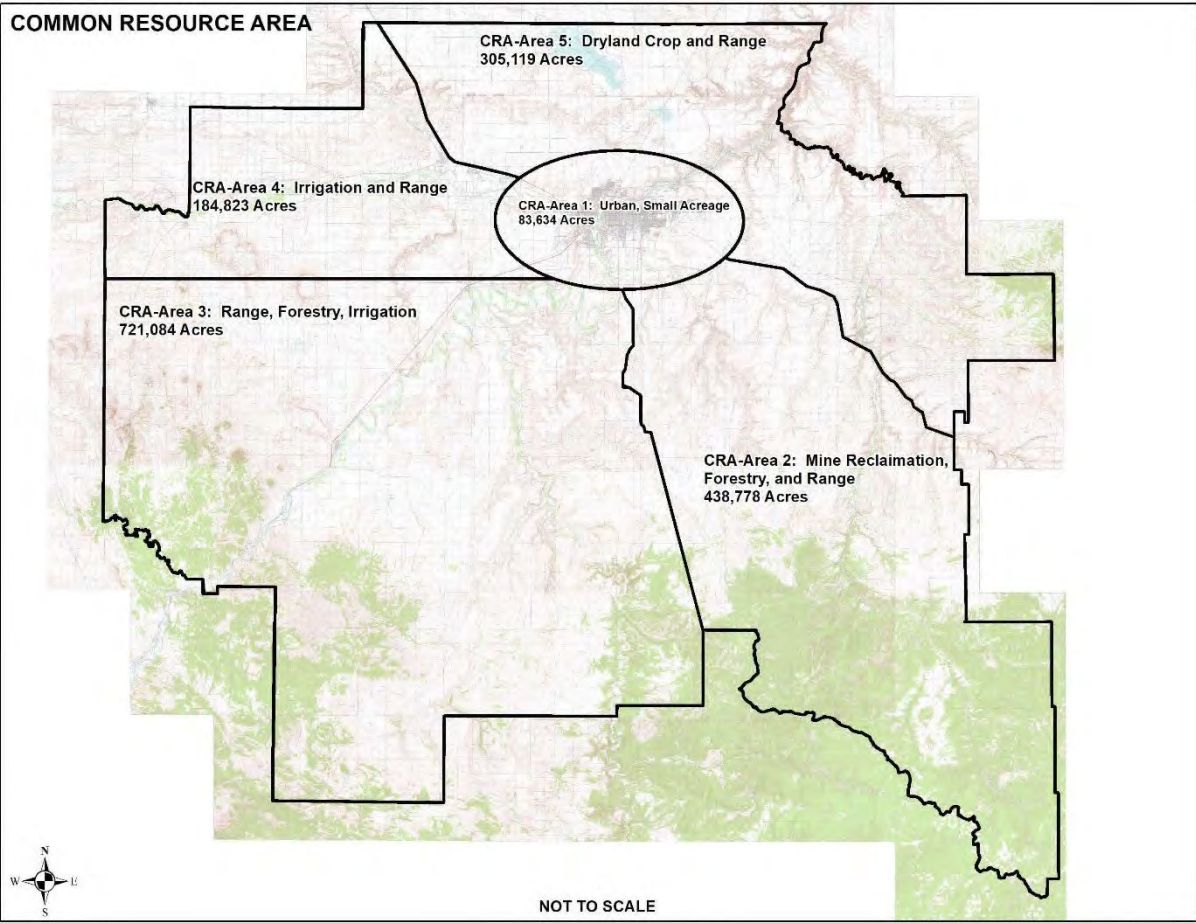 COMMON RESOURCE AREA
CRA-Area 5: Dryland Crop and Range
305,119 Acres
CRA-Area 4: Irrigation and Range
184,823 Acres
CRA-Area 1: Urban, Small Acreage
83,634 Acres
CRA-Area 3: Range, Forestry, Irrigation
721,084 Acres
CRA-Area 2: Mine Reclaimation,
Forestry, and Range
438,778 Acres
N
W
E
S
NOT TO SCALE